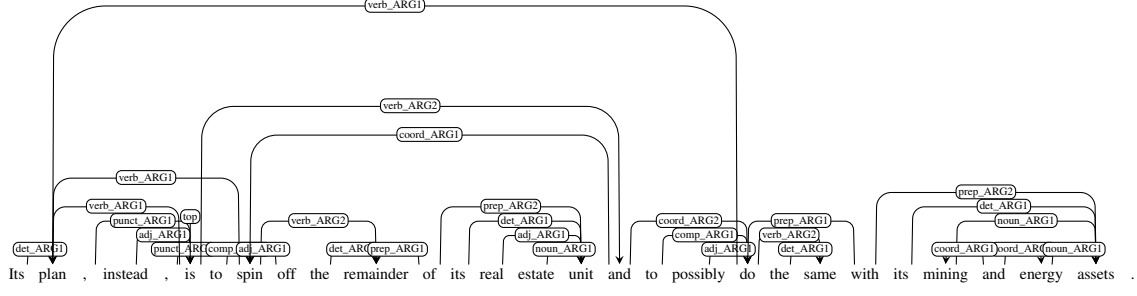 verb_ARG1
verb_ARG2
coord_ARG1
verb_ARG1
prep_ARG2
verb_ARG1 prep_ARG2 det_ARG1
punct_ARG1 top verb_ARG2 det_ARG1 coord_ARG2 prep_ARG1 noun_ARG1
adj_ARG1 adj_ARG1 comp_ARG1 verb_ARG2
det_ARG1 punct_ARG comp adj_ARG1 det_ARG prep_ARG1 noun_ARG1 adj_ARG1 det_ARG1 coord_ARG1 noun_ARG1
Its plan , instead , is to spin off the remainder of its real estate unit and to possibly do the same with its mining and energy assets .